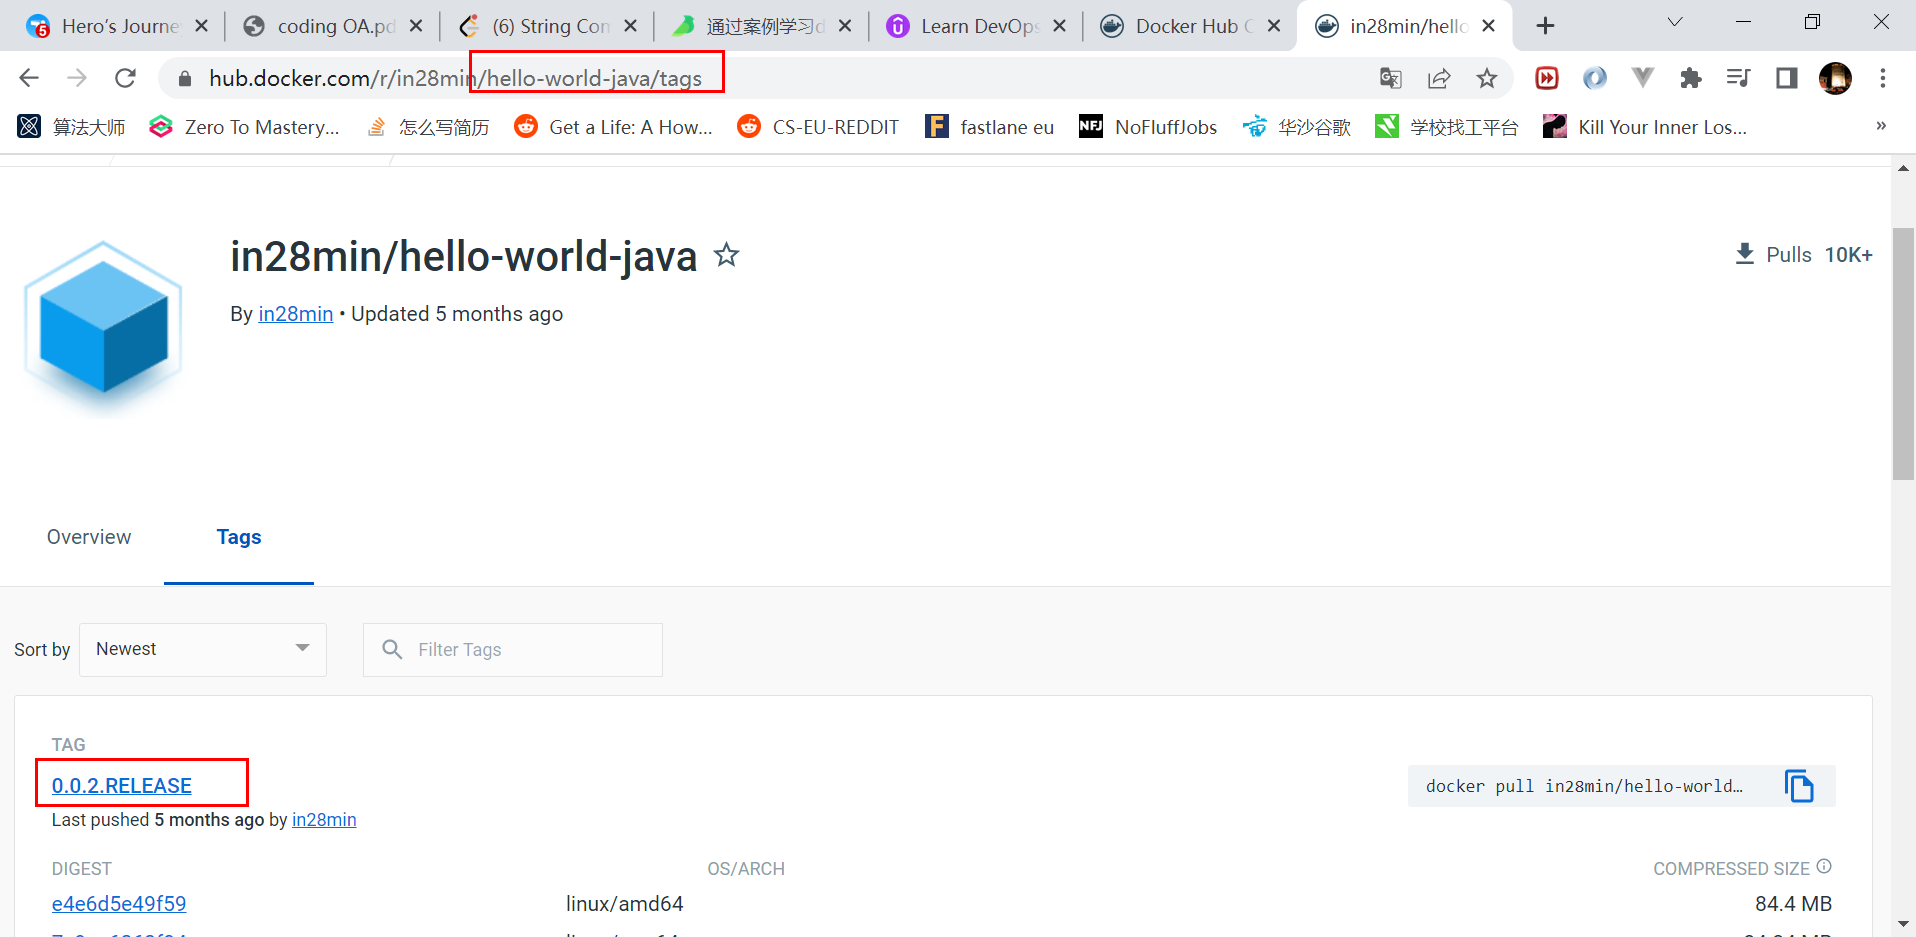 Hero's Journe
coding OA.pd
(6) String Con
通过案例学习d
Learn DevOps
Docker Hub C
in28min/hello
hub.docker.com/r/in28min/hello-world-java/tags
算法大师
Zero To Mastery...
怎么写简历
Get a Life: A How...
CS-EU-REDDIT
fastlane eu
NFJ
NoFluffJobs
华沙谷歌
学校找工平台
Kill Your Inner Los...
»
in28min/hello-world-java
Pulls 10K+
By in28min • Updated 5 months ago
Overview
Tags
Sort by
Newest
Filter Tags
TAG
0.0.2.RELEASE
docker pull in28min/hello-world…
Last pushed 5 months ago by in28min
DIGEST
OS/ARCH
COMPRESSED SIZE
e4e6d5e49f59
linux/amd64
84.4 MB